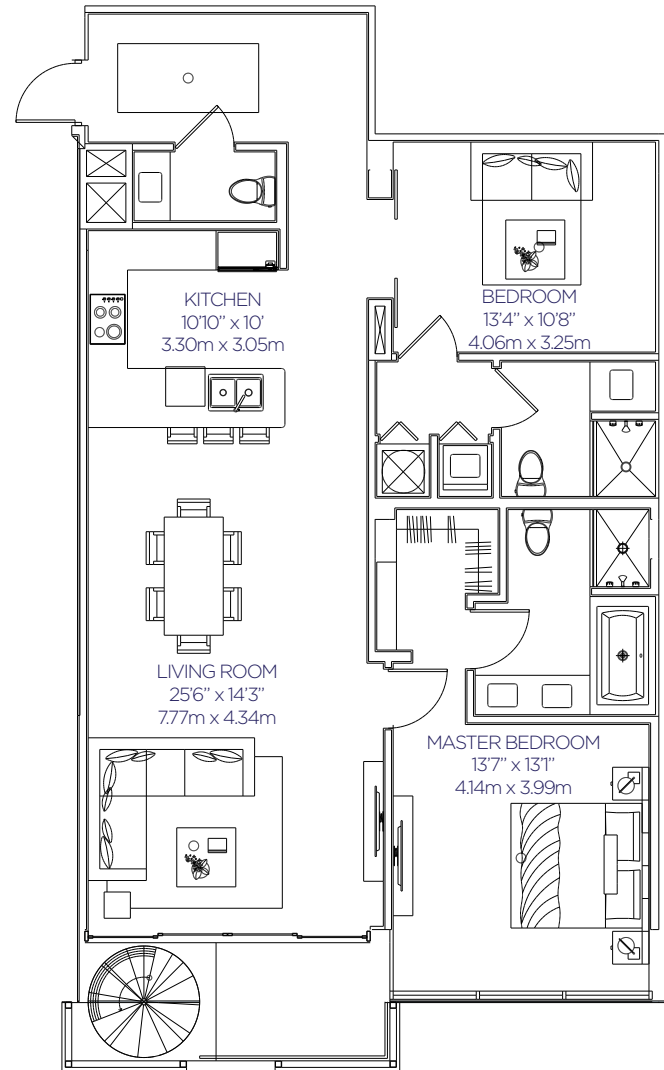 KITCHEN
10'10” x 10'
3.30m x 3.05m
BEDROOM
13'4” x 10'8”
4.06m x 3.25m
LIVING ROOM
25'6” x 14'3”
7.77m x 4.34m
MASTER BEDROOM
13'7” x 13'1”
4.14m x 3.99m